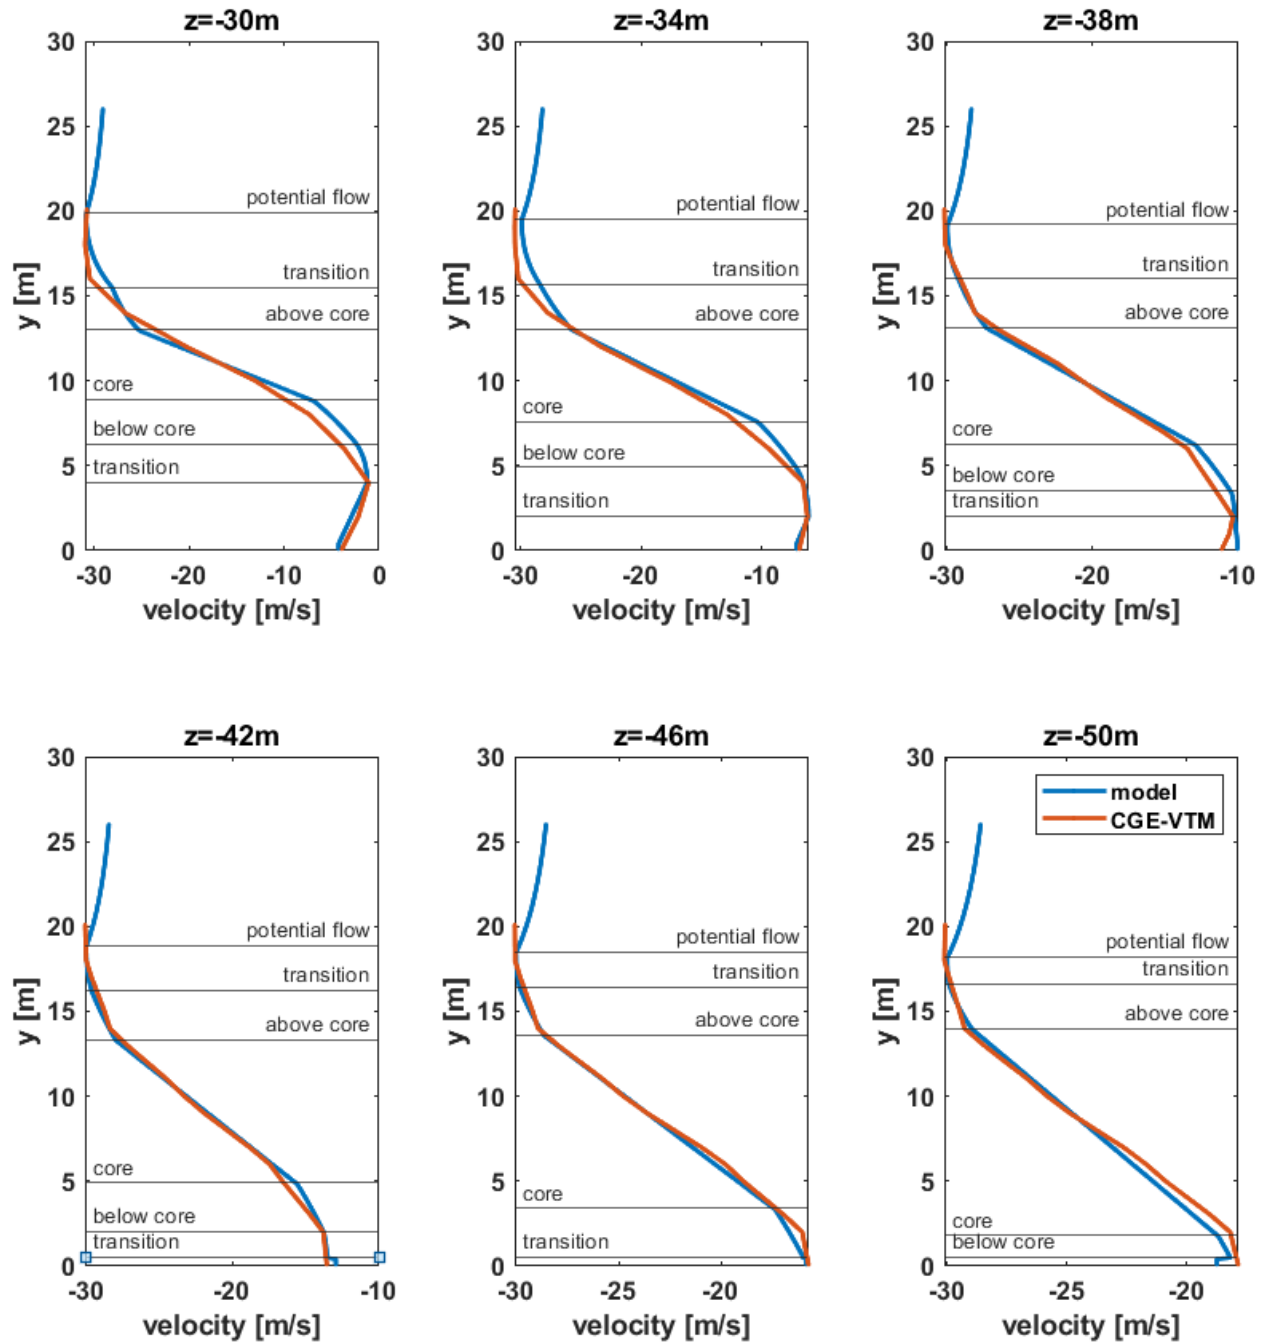 z=-30m
z=-34m
z=-38m
30
25
20
15
10
5
0
y [m]
potential flow
transition
above core
core
below core
transition
-30
-20
-10
0
velocity [m/s]
30
25
20
15
10
5
0
y [m]
potential flow
transition
above core
core
below core
transition
-30
-20
-10
velocity [m/s]
30
25
20
15
10
5
0
y [m]
potential flow
transition
above core
core
below core
transition
-30
-20
-10
velocity [m/s]
z=-42m
z=-46m
z=-50m
30
25
20
15
10
5
0
y [m]
potential flow
transition
above core
core
below core
transition
-30
-20
-10
velocity [m/s]
30
25
20
15
10
5
0
y [m]
potential flow
transition
above core
core
transition
-30
-25
-20
velocity [m/s]
30
25
20
15
10
5
0
y [m]
model
CGE-VTM
potential flow
transition
above core
core
below core
-30
-25
-20
velocity [m/s]